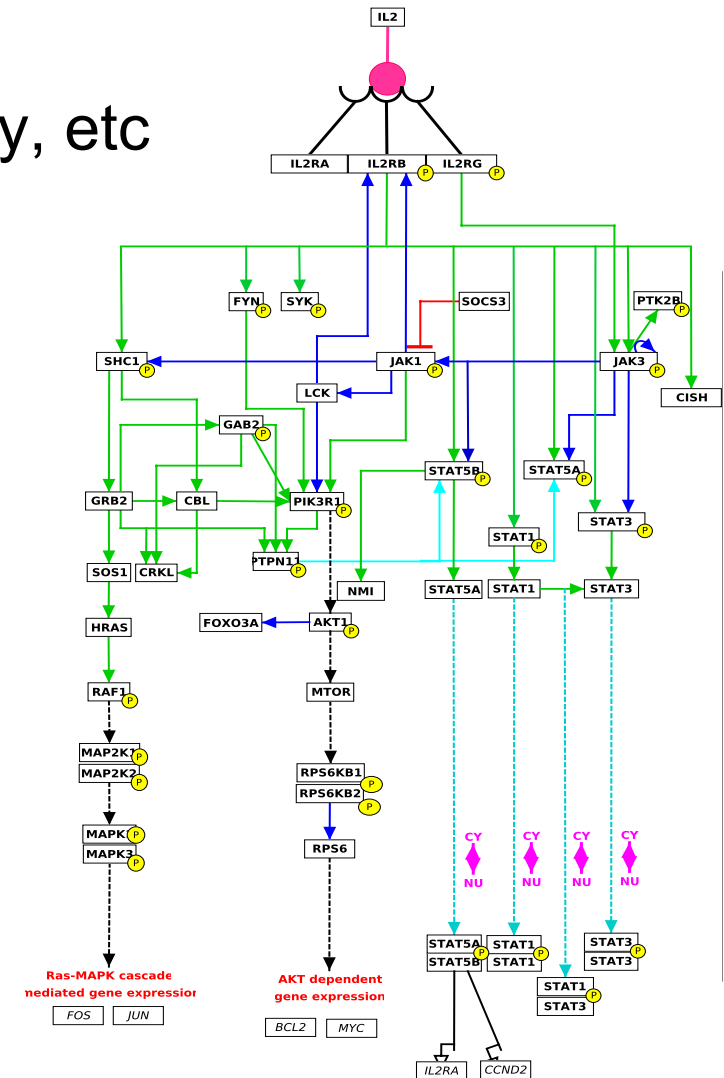 IL2
y, etc
IL2RA IL2RB IL2RG
P P
FYN SYK SOCS3 PTK2B
P P P
SHC1 JAK1 JAK3
P P P
LCK CISH
GAB2
P
STAT5B STAT5A
P P
GRB2 CBL PIK3R1
P
STAT3
P
STAT1
P
SOS1 CRKL PTPN11
P
NMI STAT5A STAT1 STAT3
HRAS FOXO3A AKT1
P
RAF1 MTOR
P
MAP2K1 P
MAP2K2 P
RPS6KB1 P
RPS6KB2 P
MAPK P
MAPK3 P
RPS6
CY CY CY CY
NU NU NU NU
STAT5A STAT1 STAT3
P P P
STAT5B STAT1 STAT3
Ras-MAPK cascade
mediated gene expression
AKT dependent
gene expression
STAT1
P
STAT3
FOS JUN
BCL2 MYC
IL2RA CCND2